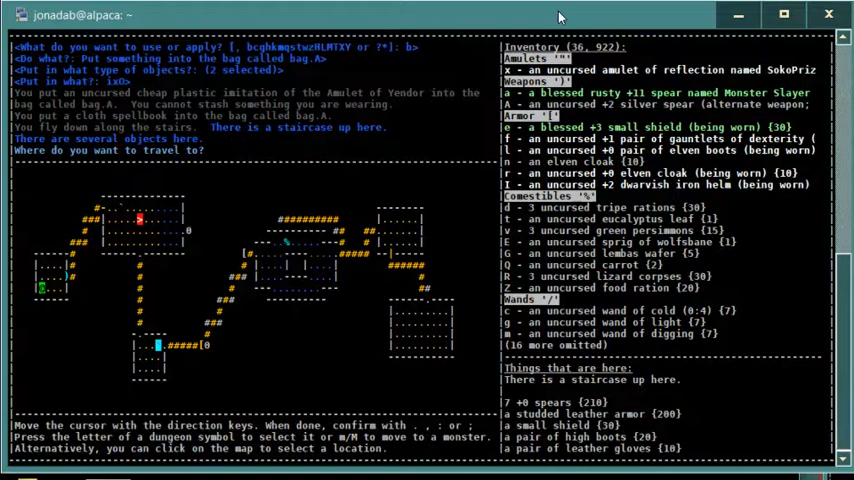 jonadab@alpaca: ~
<What do you want to use or apply? [, bcghkmqstwzHLMTXY or ?*]: b>
<Do what?: Put something into the bag called bag.A>
<Put in what type of objects?: (2 selected)>
<Put in what?: ixO>
You put an uncursed cheap plastic imitation of the Amulet of Yendor into the
bag called bag.A.  You cannot stash something you are wearing.
You put a cloth spellbook into the bag called bag.A.
You fly down along the stairs.  There is a staircase up here.
There are several objects here.
Where do you want to travel to?
Move the cursor with the direction keys. When done, confirm with . , : or ;
Press the letter of a dungeon symbol to select it or m/M to move to a monster.
Alternatively, you can click on the map to select a location.
Inventory (36, 922):
Amulets '"'
x - an uncursed amulet of reflection named SokoPriz
Weapons ')'
a - a blessed rusty +11 spear named Monster Slayer
A - an uncursed +2 silver spear (alternate weapon;
Armor '['
e - a blessed +3 small shield (being worn) {30}
f - an uncursed +1 pair of gauntlets of dexterity (
l - an uncursed +0 pair of elven boots (being worn)
n - an elven cloak {10}
r - an uncursed +0 elven cloak (being worn) {10}
I - an uncursed +2 dwarvish iron helm (being worn)
Comestibles '%'
d - 3 uncursed tripe rations {30}
t - an uncursed eucalyptus leaf {1}
v - 3 uncursed green persimmons {15}
E - an uncursed sprig of wolfsbane {1}
G - an uncursed lembas wafer {5}
Q - an uncursed carrot {2}
R - 3 uncursed lizard corpses {30}
Z - an uncursed food ration {20}
Wands '/'
c - an uncursed wand of cold (0:4) {7}
g - an uncursed wand of light {7}
m - an uncursed wand of digging {7}
(16 more omitted)
Things that are here:
There is a staircase up here.
7 +0 spears {210}
a studded leather armor {200}
a small shield {30}
a pair of high boots {20}
a pair of leather gloves {10}